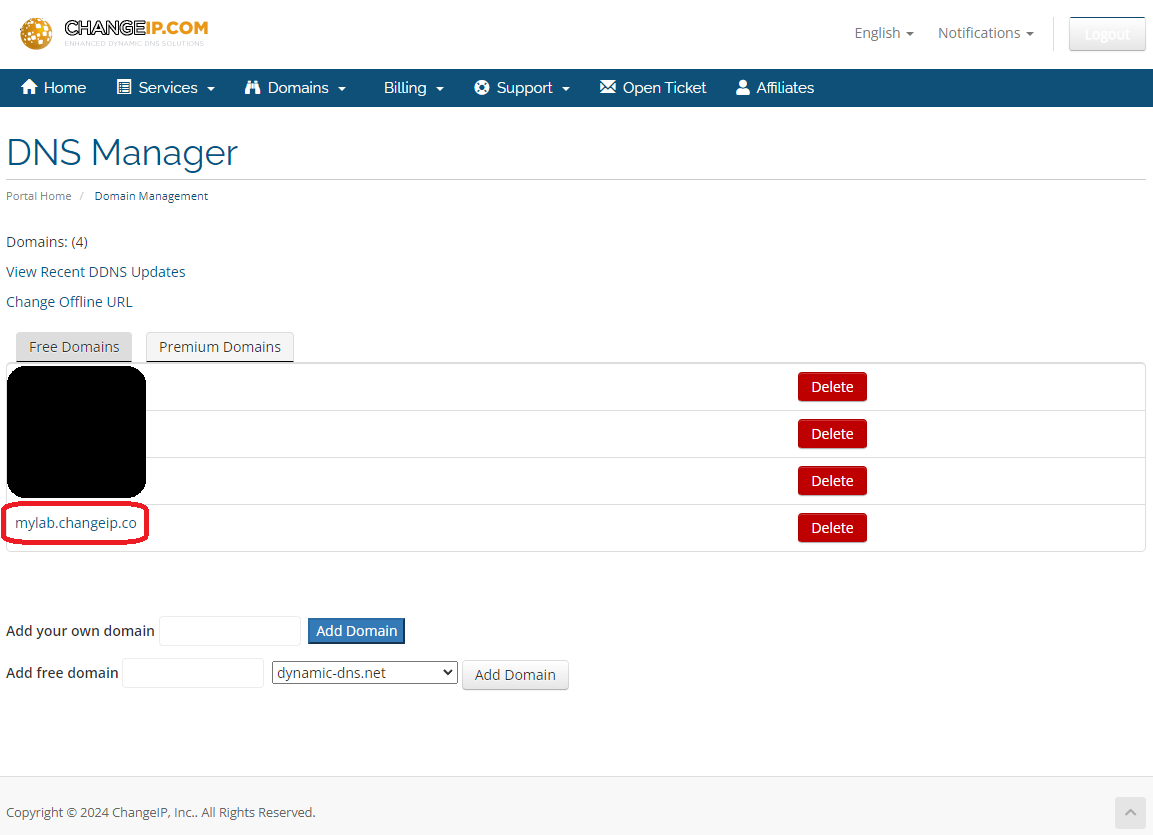 CHANGEIP.COM
ENHANCED DYNAMIC DNS SOLUTIONS
English Notifications Logout
Home Services Domains Billing Support Open Ticket Affiliates
DNS Manager
Portal Home / Domain Management
Domains: (4)
View Recent DDNS Updates
Change Offline URL
Free Domains Premium Domains
Delete
Delete
Delete
mylab.changeip.co Delete
Add your own domain Add Domain
Add free domain dynamic-dns.net Add Domain
Copyright © 2024 ChangeIP, Inc.. All Rights Reserved.